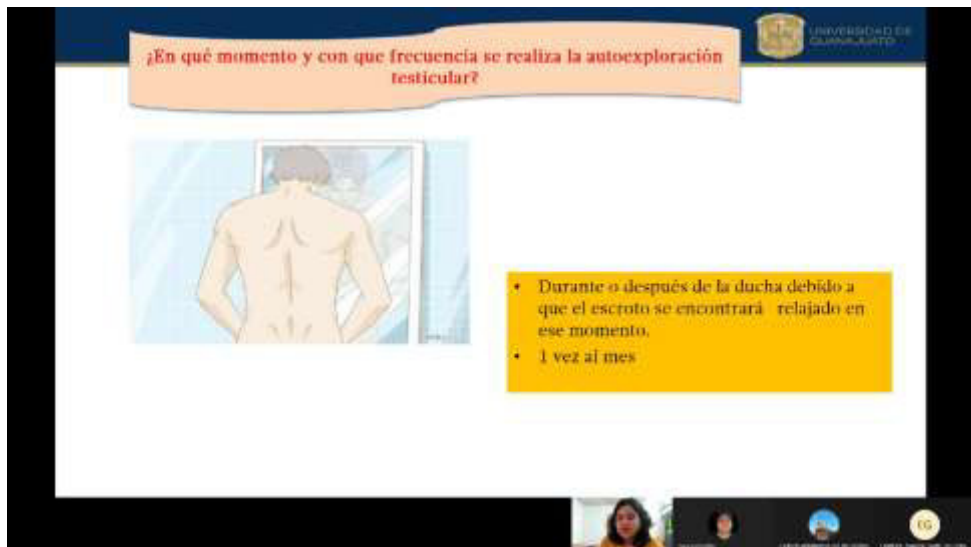 ¿En qué momento y con que frecuencia se realiza la autoexploración
testicular?
UNIVERSIDAD DE
GUANAJUATO
• Durante o después de la ducha debido a
que el escroto se encontrará relajado en
ese momento.
• 1 vez al mes